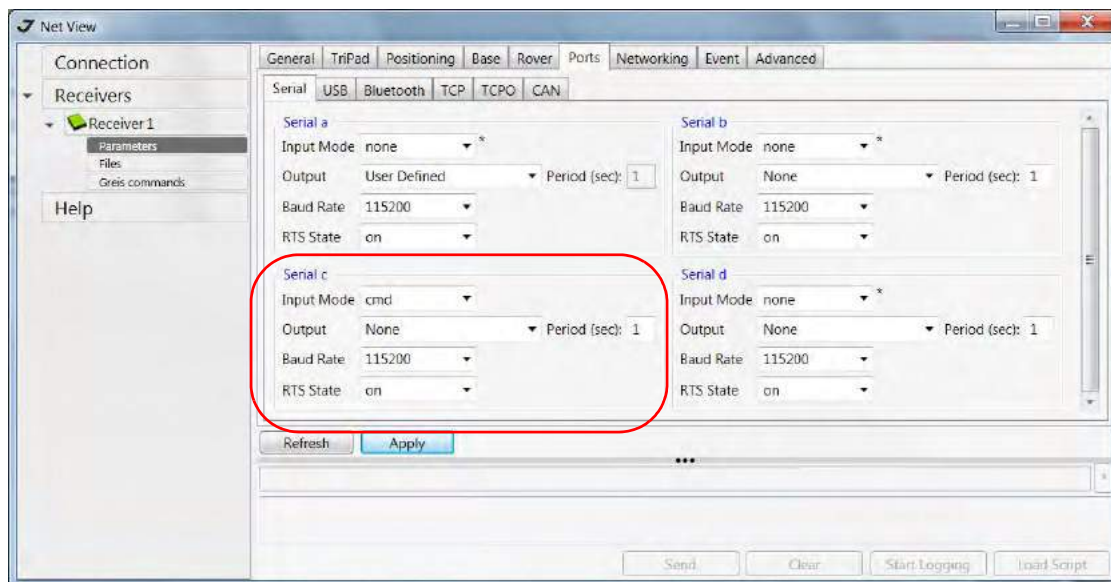 Net View
Connection
Receivers
Receiver 1
Parameters
Files
Greis commands
Help
General TriPad Positioning Base Rover Ports Networking Event Advanced
Serial USB Bluetooth TCP TCPO CAN
Serial a
Input Mode none *
Output User Defined Period (sec): 1
Baud Rate 115200
RTS State on
Serial b
Input Mode none *
Output None Period (sec): 1
Baud Rate 115200
RTS State on
Serial c
Input Mode cmd
Output None Period (sec): 1
Baud Rate 115200
RTS State on
Serial d
Input Mode none *
Output None Period (sec): 1
Baud Rate 115200
RTS State on
Refresh Apply
Send Clear Start Logging Load Script